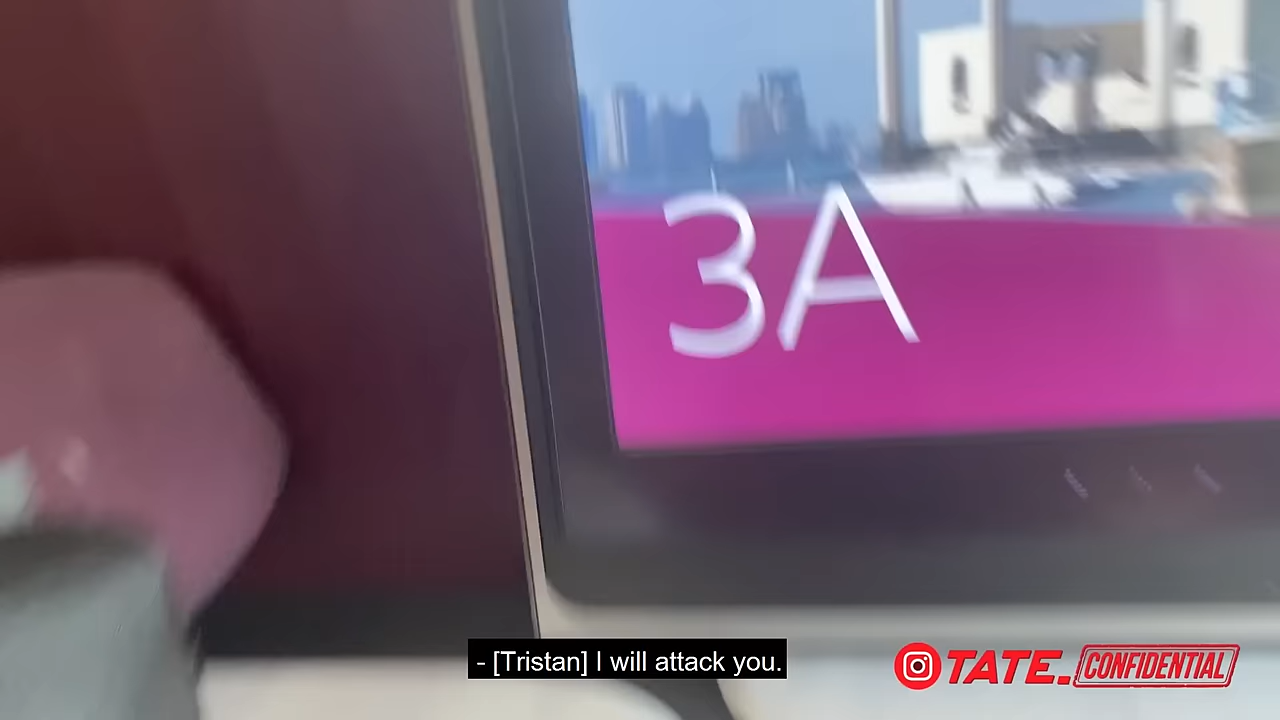 3A
- [Tristan] I will attack you.
TATE. CONFIDENTIAL